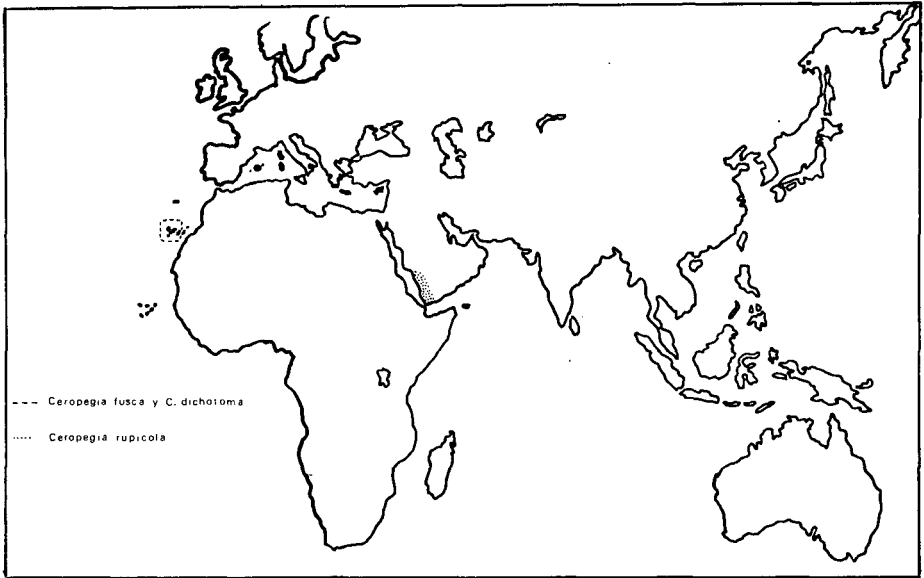 ---- Ceropegia fusca y C. dichotoma
..... Ceropegia rupicola